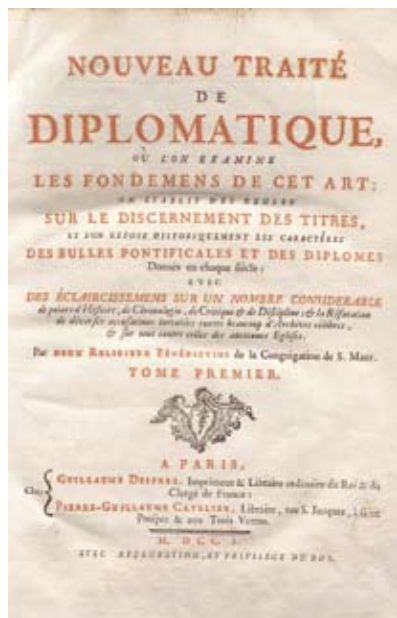 NOUVEAU TRAITÉ
DE
DIPLOMATIQUE,
OÙ L'ON EXAMINE
LES FONDEMENS DE CET ART:
ON ÉTABLIT DES REGLES
SUR LE DISCERNEMENT DES TITRES,
ET L'ON EXPOSE HISTORIQUEMENT LES CARACTÈRES
DES BULLES PONTIFICALES ET DES DIPLOMES
Donnés en chaque siècle:
AVEC
DES ÉCLAIRCISSEMENS SUR UN NOMBRE CONSIDERABLE
de points d'Histoire, de Chronologie, de Critique & de Discipline; & la Réfutation
de diverses accusations intentées contre beaucoup d'Archives célèbres,
& sur tout contre celles des anciennes Eglises.
Par DEUX RELIGIEUX BÉNÉDICTINS de la Congregation de S. Maur.
TOME PREMIER.
A PARIS,
Chez
GUILLAUME DESPREZ, Imprimeur & Libraire ordinaire du Roi & du
Clergé de France:
PIERRE-GUILLAUME CAVELIER, Libraire, rue S. Jacques,
& aux Trois Vertus.
M. DCC. L.
AVEC APPROBATION, ET PRIVILEGE DU ROI.